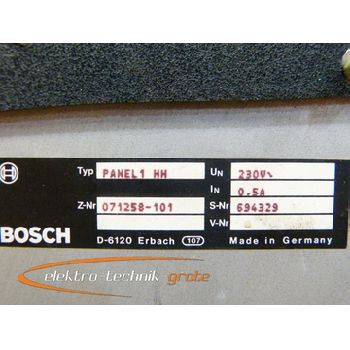 Typ PANEL1 HH UN 230V~
IN 0.5A
Z-Nr 071258-101 S-Nr 694329
V-Nr
BOSCH D-6120 Erbach 107 Made in Germany
elektro-technik-grote